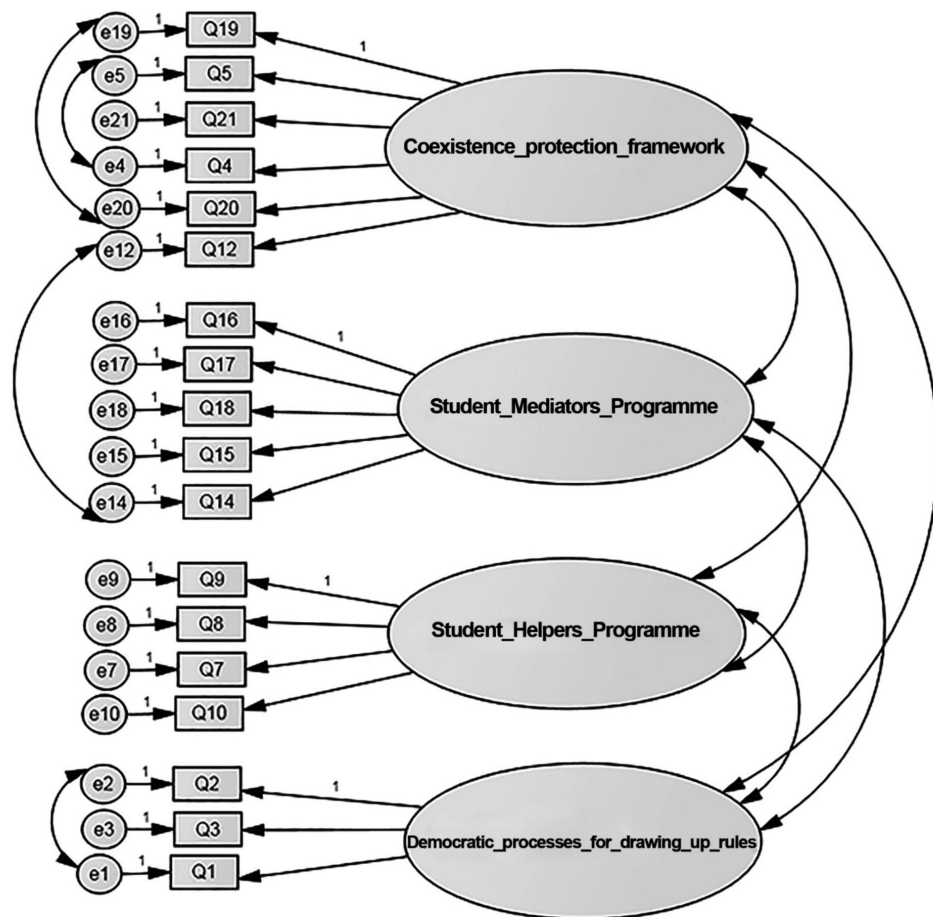 e19 1 Q19 1
e5 1 Q5
e21 1 Q21
Coexistence_protection_framework
e4 1 Q4
e20 1 Q20
e12 1 Q12
e16 1 Q16 1
e17 1 Q17
e18 1 Q18
Student_Mediators_Programme
e15 1 Q15
e14 1 Q14
e9 1 Q9 1
e8 1 Q8
Student_Helpers_Programme
e7 1 Q7
e10 1 Q10
e2 1 Q2 1
e3 1 Q3
Democratic_processes_for_drawing_up_rules
e1 1 Q1